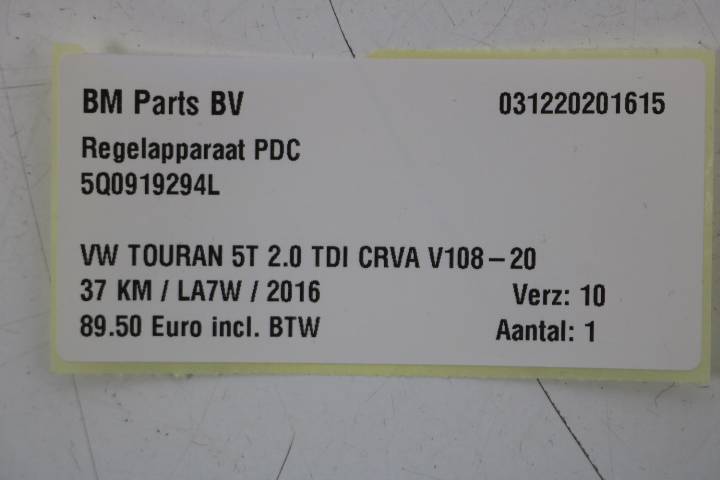 BM Parts BV 031220201615
Regelapparaat PDC
5Q0919294L
VW TOURAN 5T 2.0 TDI CRVA V108-20
37 KM / LA7W / 2016 Verz: 10
89.50 Euro incl. BTW Aantal: 1